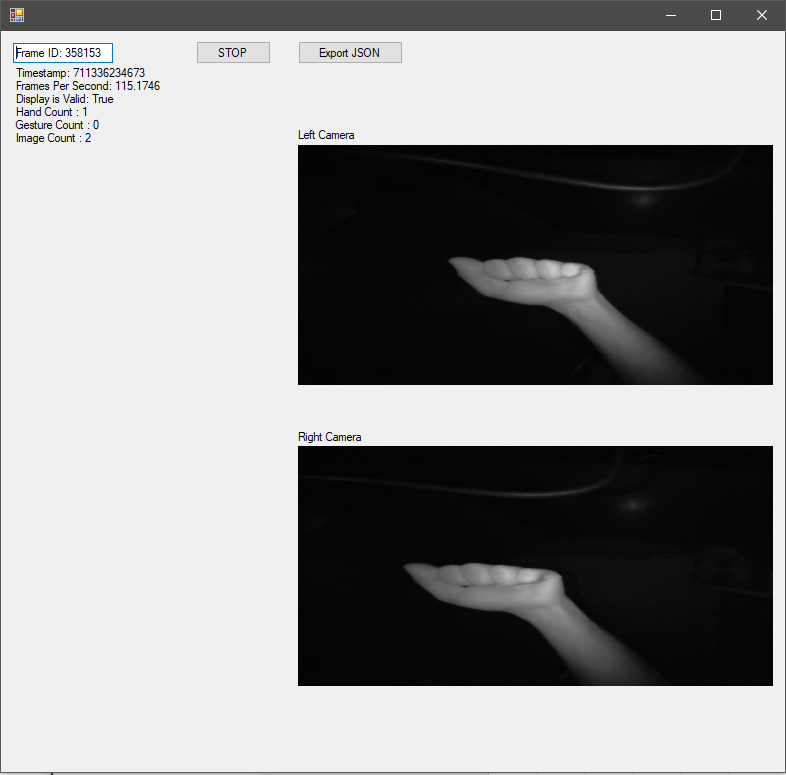 Frame ID: 358153
STOP
Export JSON
Timestamp: 711336234673
Frames Per Second: 115.1746
Display is Valid: True
Hand Count : 1
Gesture Count : 0
Image Count : 2
Left Camera
Right Camera